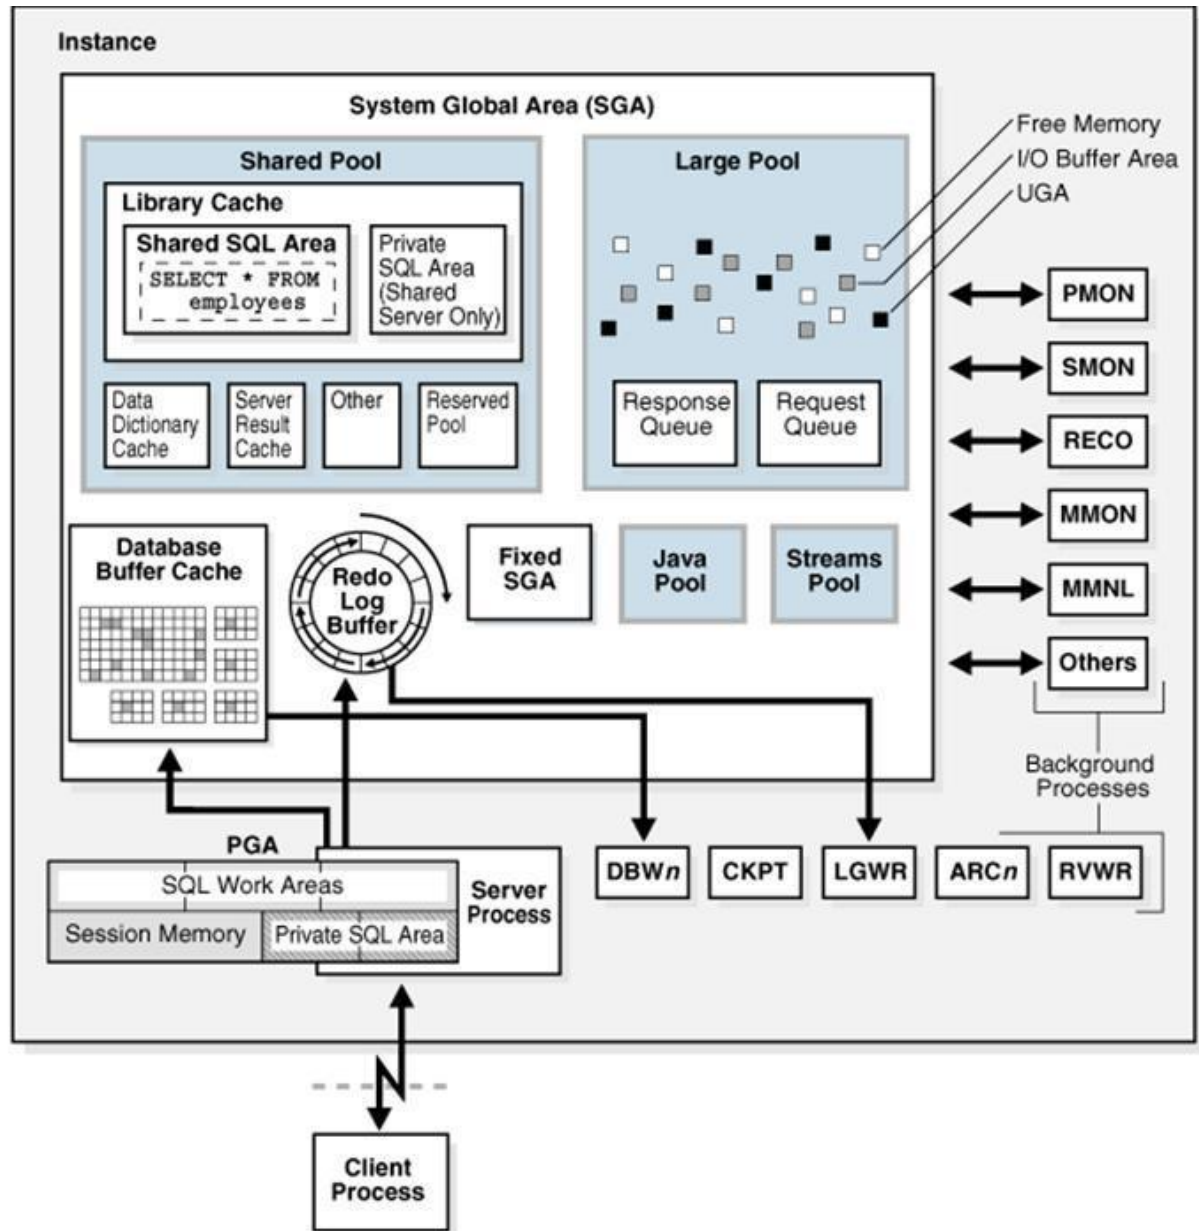 Instance
System Global Area (SGA)
Shared Pool
Library Cache
Shared SQL Area
SELECT * FROM
employees
Private
SQL Area
(Shared
Server Only)
Data
Dictionary
Cache
Server
Result
Cache
Other
Reserved
Pool
Large Pool
Response
Queue
Request
Queue
Free Memory
I/O Buffer Area
UGA
Database
Buffer Cache
Redo
Log
Buffer
Fixed
SGA
Java
Pool
Streams
Pool
PMON
SMON
RECO
MMON
MMNL
Others
Background
Processes
PGA
SQL Work Areas
Session Memory
Private SQL Area
Server
Process
DBWn
CKPT
LGWR
ARCn
RVWR
Client
Process